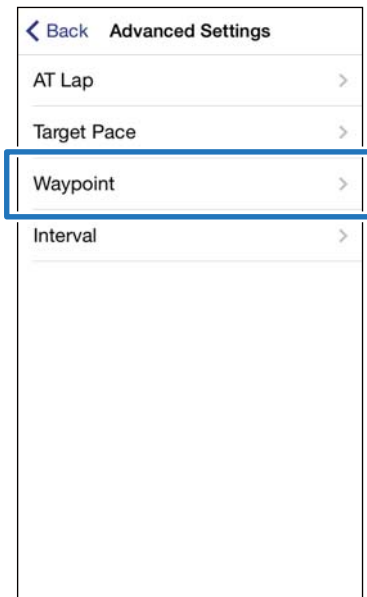 Back Advanced Settings
AT Lap
Target Pace
Waypoint
Interval